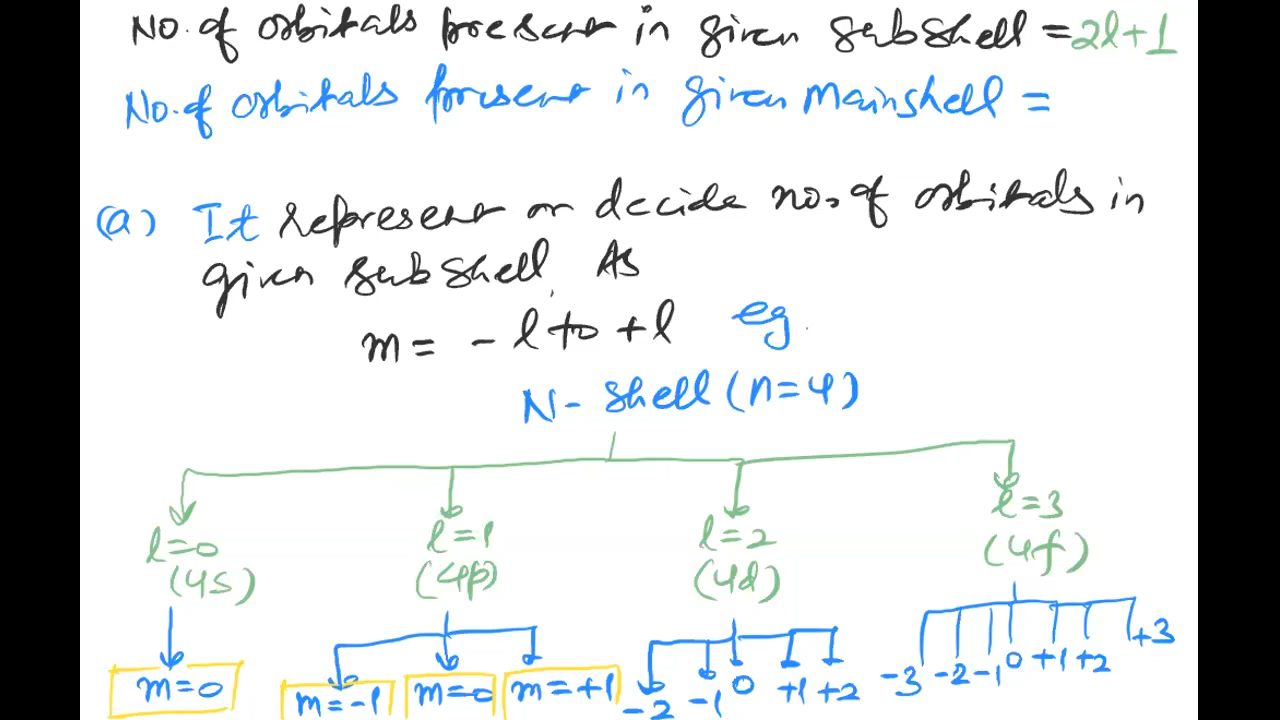 No. of orbitals present in given subshell = 2l+1
No. of orbitals present in given mainshell =
(a) It represent or decide no. of orbitals in
given subshell As
m = -l to +l eg
N- shell (n=4)
l=0 l=1 l=2 l=3
(4s) (4p) (4d) (4f)
m=0 m=-1 m=0 m=+1 -2 -1 0 +1 +2 -3 -2 -1 0 +1 +2 +3